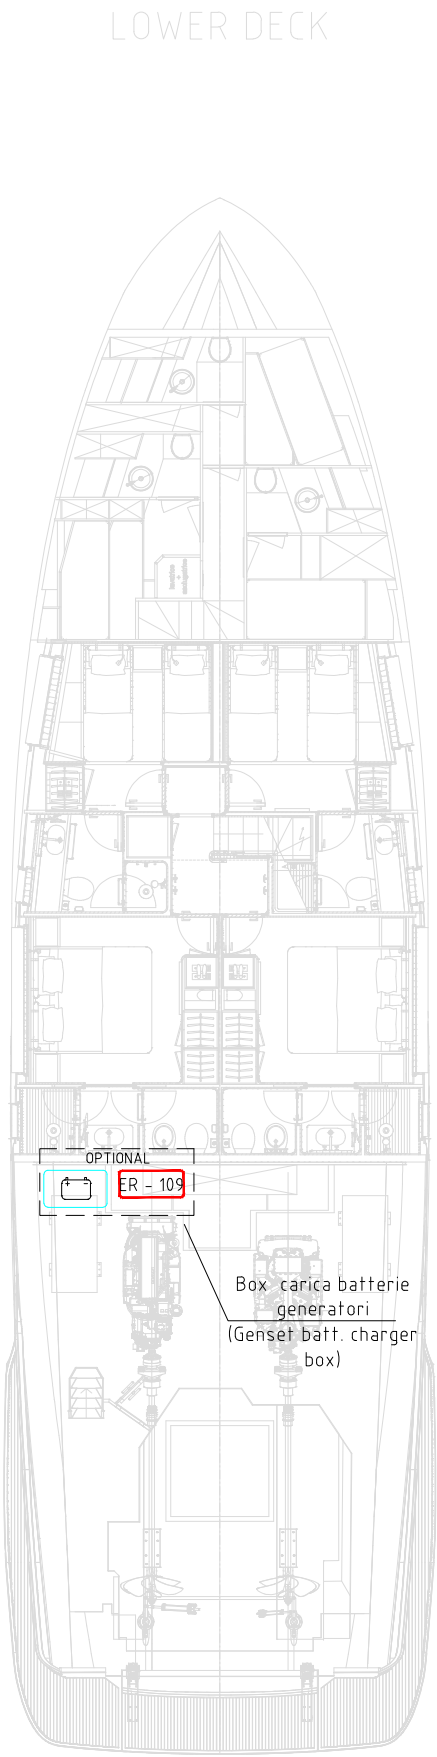 LOWER DECK
OPTIONAL
ER - 109
Box carica batterie
generatori
(Genset batt. charger
box)